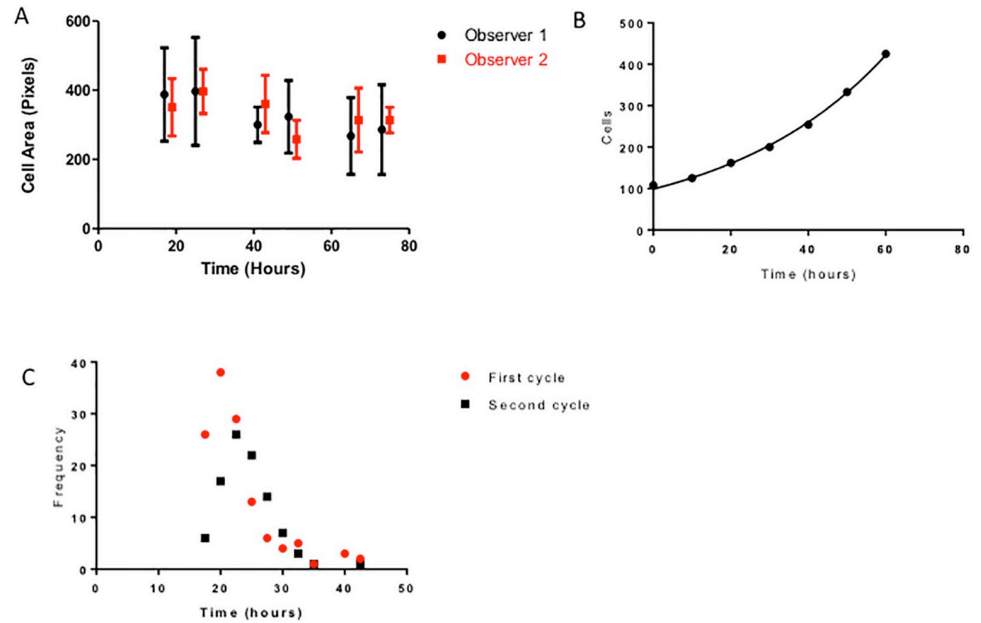 A
600
400
200
0
Cell Area (Pixels)
0 20 40 60 80
Time (Hours)
Observer 1
Observer 2
B
500
400
300
200
100
0
Cells
0 20 40 60 80
Time (hours)
C
40
30
20
10
0
Frequency
0 10 20 30 40 50
Time (hours)
First cycle
Second cycle